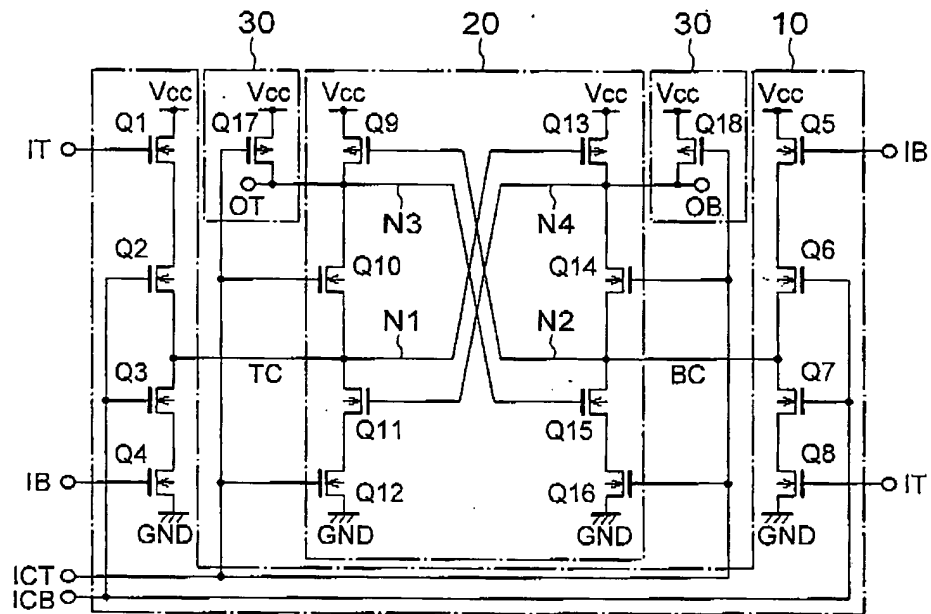 30 20 30 10
Vcc Vcc Vcc Vcc Vcc Vcc
Q1 Q17 Q9 Q13 Q18 Q5
IT IB
OT N3 N4 OB
Q2 Q10 Q14 Q6
N1 N2
TC BC
Q3 Q7
Q11 Q15
Q4 Q8
IB Q12 Q16 IT
GND GND GND GND
ICT
ICB